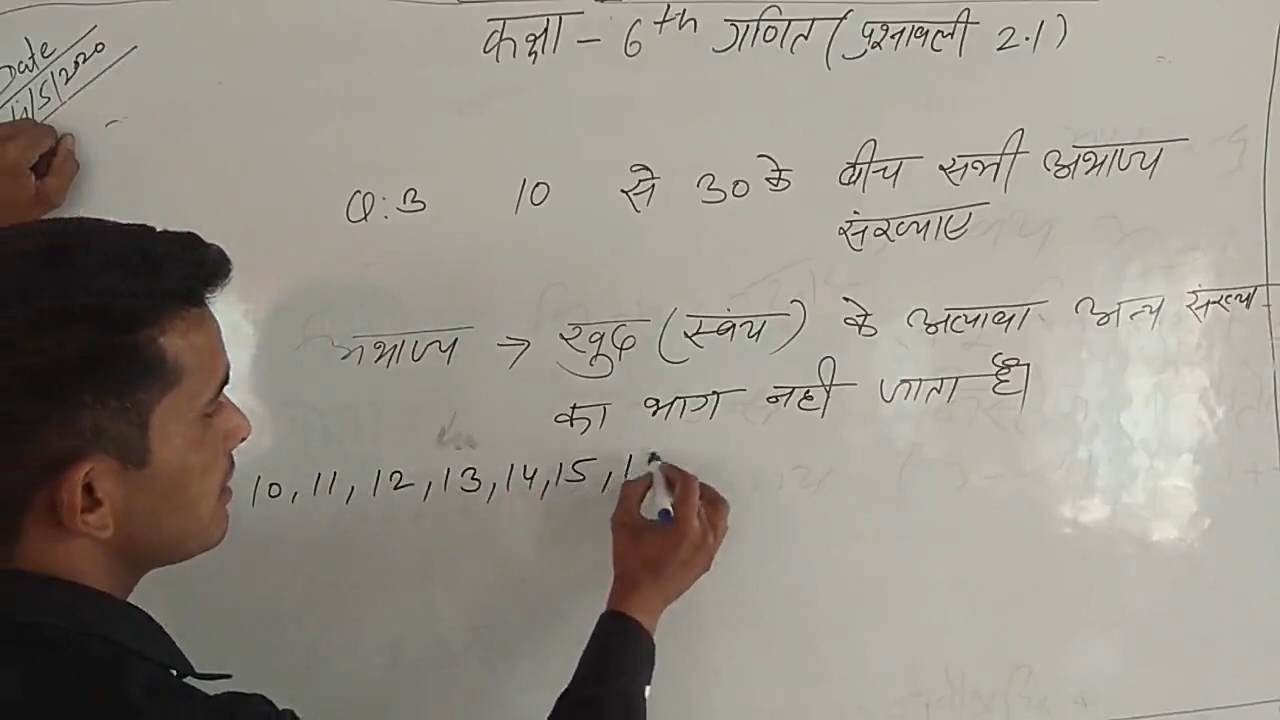 कक्षा - 6th गणित (प्रश्नावली 2.1)
Date
11/5/2020
Q:3 10 से 30 के बीच सभी अभाज्य
संख्याए
अभाज्य → खुद (स्वंय) के अलावा अन्य संख्या
का भाग नही जाता है।
10, 11, 12, 13, 14, 15, 1